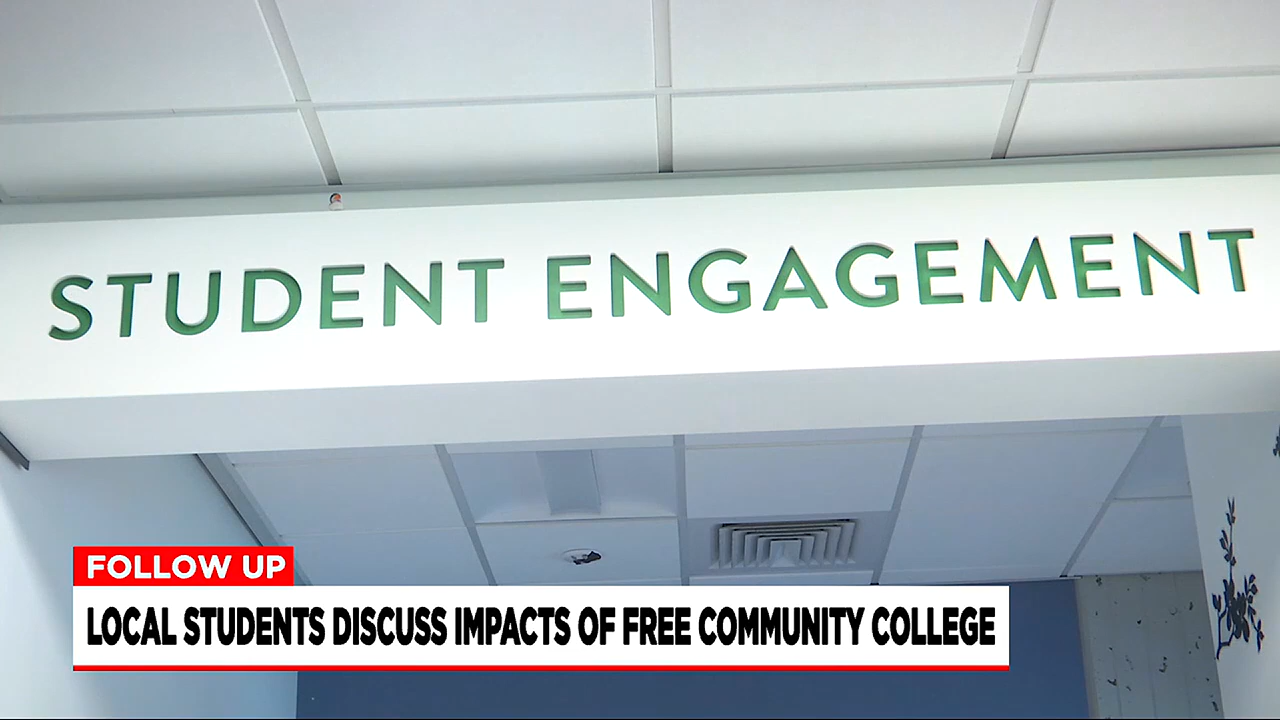 STUDENT ENGAGEMENT
FOLLOW UP
LOCAL STUDENTS DISCUSS IMPACTS OF FREE COMMUNITY COLLEGE